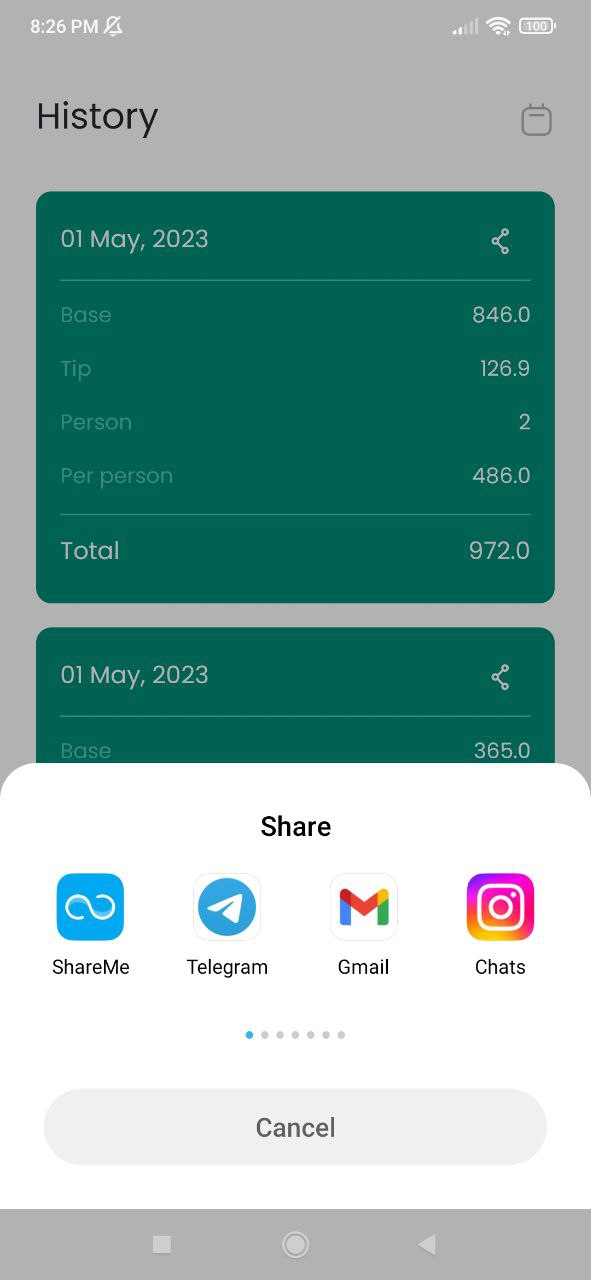 8:26 PM
100
History
01 May, 2023
Base 846.0
Tip 126.9
Person 2
Per person 486.0
Total 972.0
01 May, 2023
Base 365.0
Share
ShareMe Telegram Gmail Chats
Cancel